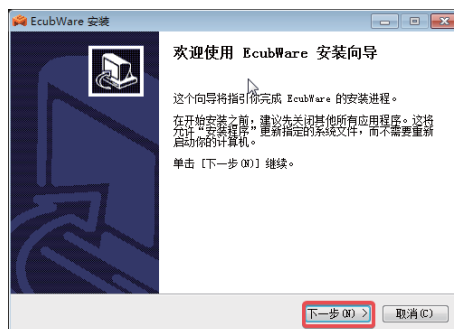 EcubWare 安装
欢迎使用 EcubWare 安装向导
这个向导将指引你完成 EcubWare 的安装进程。
在开始安装之前，建议先关闭其他所有应用程序。这将
允许“安装程序”更新指定的系统文件，而不需要重新
启动你的计算机。
单击 [下一步(N)] 继续。
下一步(N) >
取消(C)